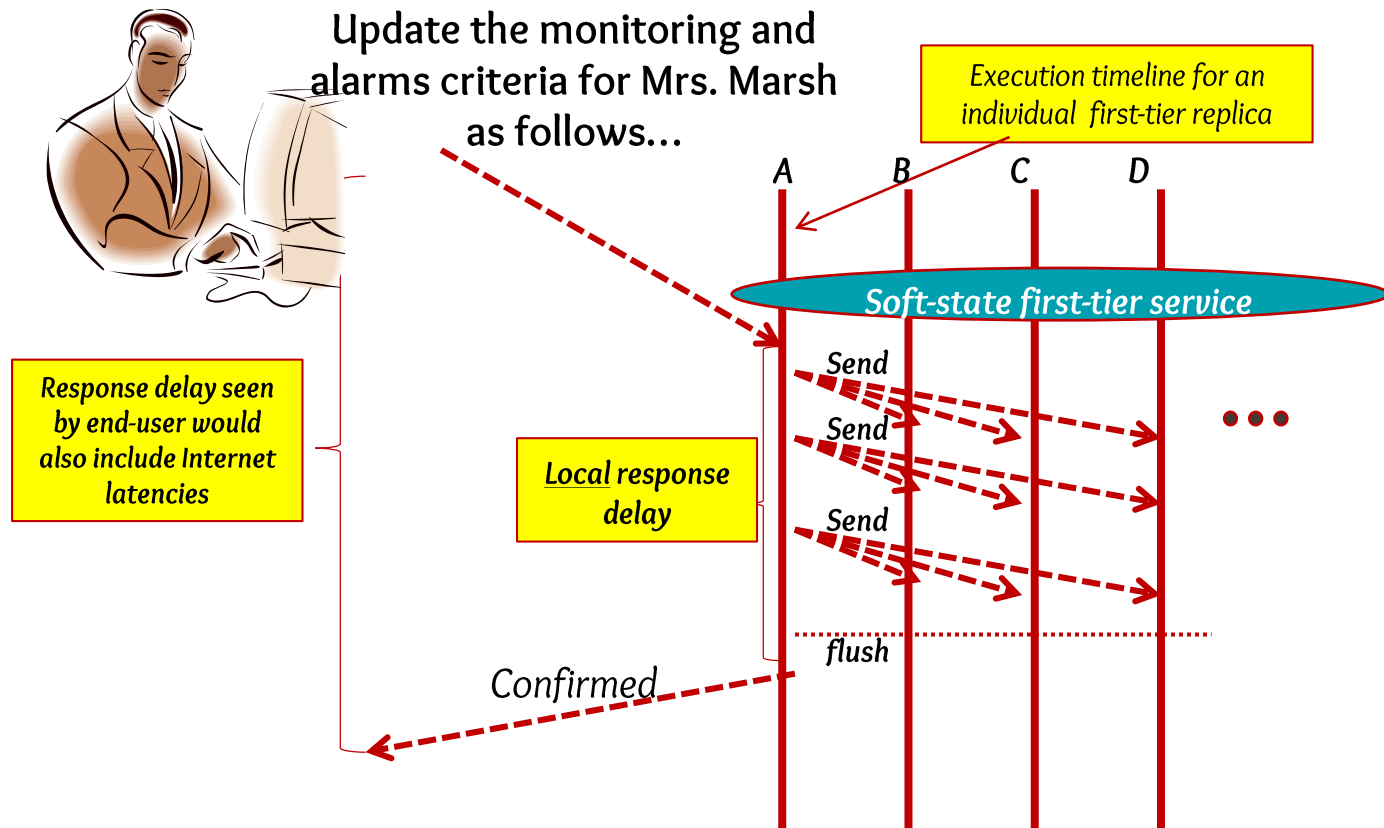 Update the monitoring and
alarms criteria for Mrs. Marsh
as follows…
Execution timeline for an
individual first-tier replica
A B C D
Soft-state first-tier service
Send
Response delay seen
by end-user would
also include Internet
latencies
Send
Local response
delay
Send
flush
Confirmed